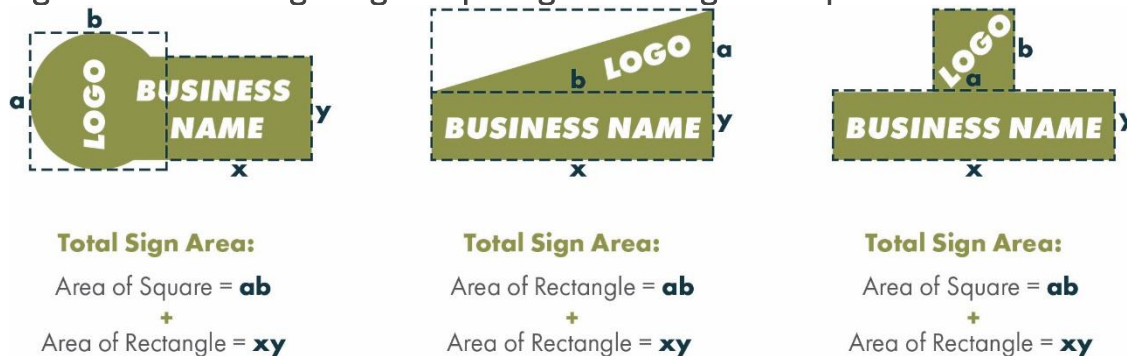 b
a
LOGO
BUSINESS
NAME
y
x
LOGO
a
b
BUSINESS NAME
y
x
LOGO
b
a
BUSINESS NAME
y
x
Total Sign Area:
Area of Square = ab
+
Area of Rectangle = xy
Total Sign Area:
Area of Rectangle = ab
+
Area of Rectangle = xy
Total Sign Area:
Area of Square = ab
+
Area of Rectangle = xy